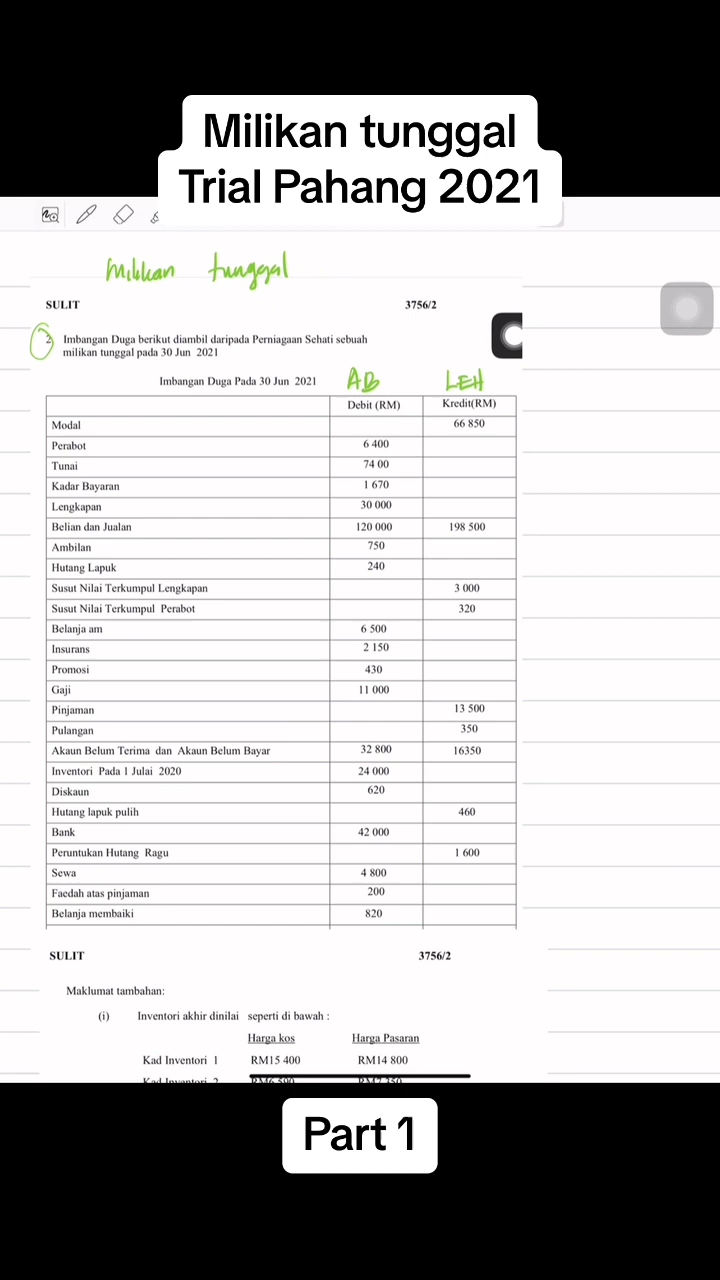 Milikan tunggal
Trial Pahang 2021
Milikan tunggal
SULIT 3756/2
2 Imbangan Duga berikut diambil daripada Perniagaan Sehati sebuah
milikan tunggal pada 30 Jun 2021
Imbangan Duga Pada 30 Jun 2021 AB LEH
Debit (RM) Kredit(RM)
Modal 66 850
Perabot 6 400
Tunai 74 00
Kadar Bayaran 1 670
Lengkapan 30 000
Belian dan Jualan 120 000 198 500
Ambilan 750
Hutang Lapuk 240
Susut Nilai Terkumpul Lengkapan 3 000
Susut Nilai Terkumpul Perabot 320
Belanja am 6 500
Insurans 2 150
Promosi 430
Gaji 11 000
Pinjaman 13 500
Pulangan 350
Akaun Belum Terima dan Akaun Belum Bayar 32 800 16350
Inventori Pada 1 Julai 2020 24 000
Diskaun 620
Hutang lapuk pulih 460
Bank 42 000
Peruntukan Hutang Ragu 1 600
Sewa 4 800
Faedah atas pinjaman 200
Belanja membaiki 820
SULIT 3756/2
Maklumat tambahan:
(i) Inventori akhir dinilai seperti di bawah :
Harga kos Harga Pasaran
Kad Inventori 1 RM15 400 RM14 800
Kad Inventori 2 RM6 500 RM7 350
Part 1